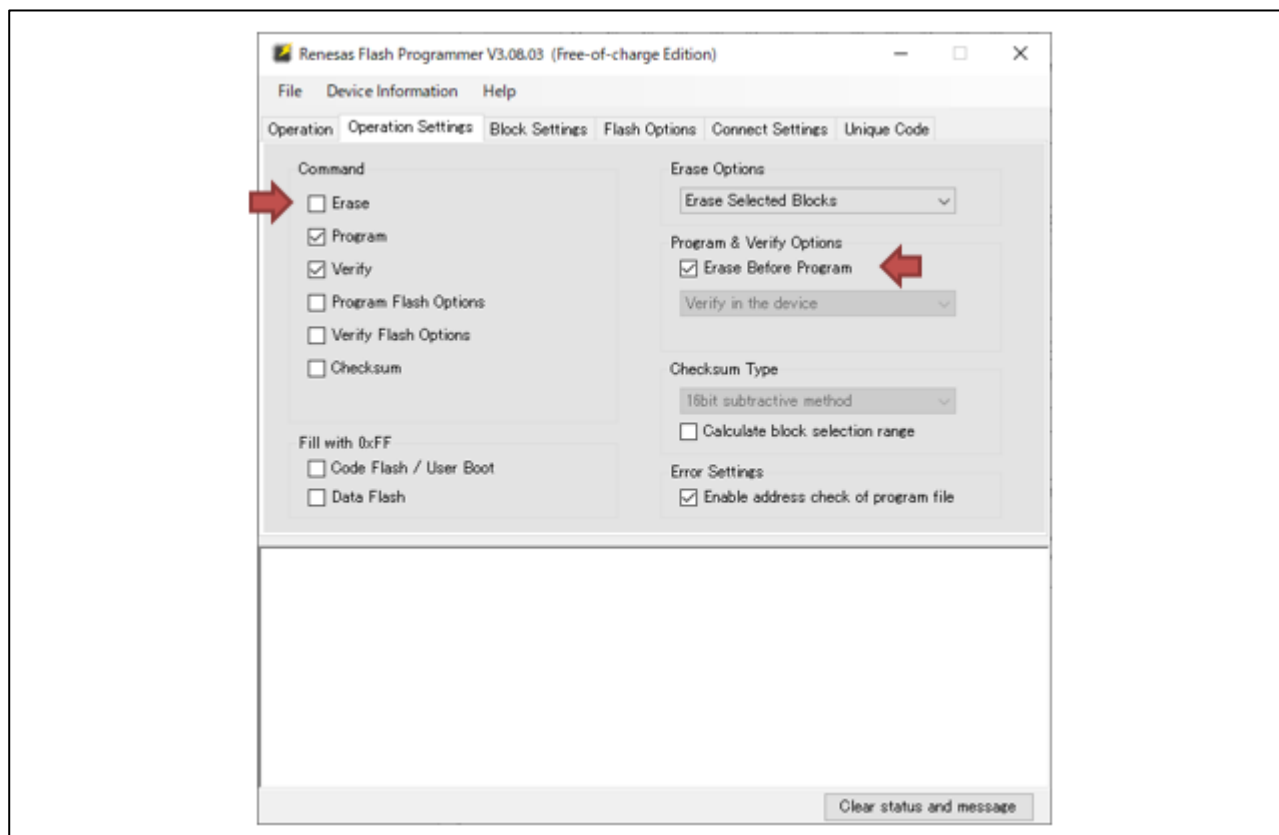 Renesas Flash Programmer V3.08.03 (Free-of-charge Edition)
File Device Information Help
Operation Operation Settings Block Settings Flash Options Connect Settings Unique Code
Command
Erase
Program
Verify
Program Flash Options
Verify Flash Options
Checksum
Fill with 0xFF
Code Flash / User Boot
Data Flash
Erase Options
Erase Selected Blocks
Program & Verify Options
Erase Before Program
Verify in the device
Checksum Type
16bit subtractive method
Calculate block selection range
Error Settings
Enable address check of program file
Clear status and message